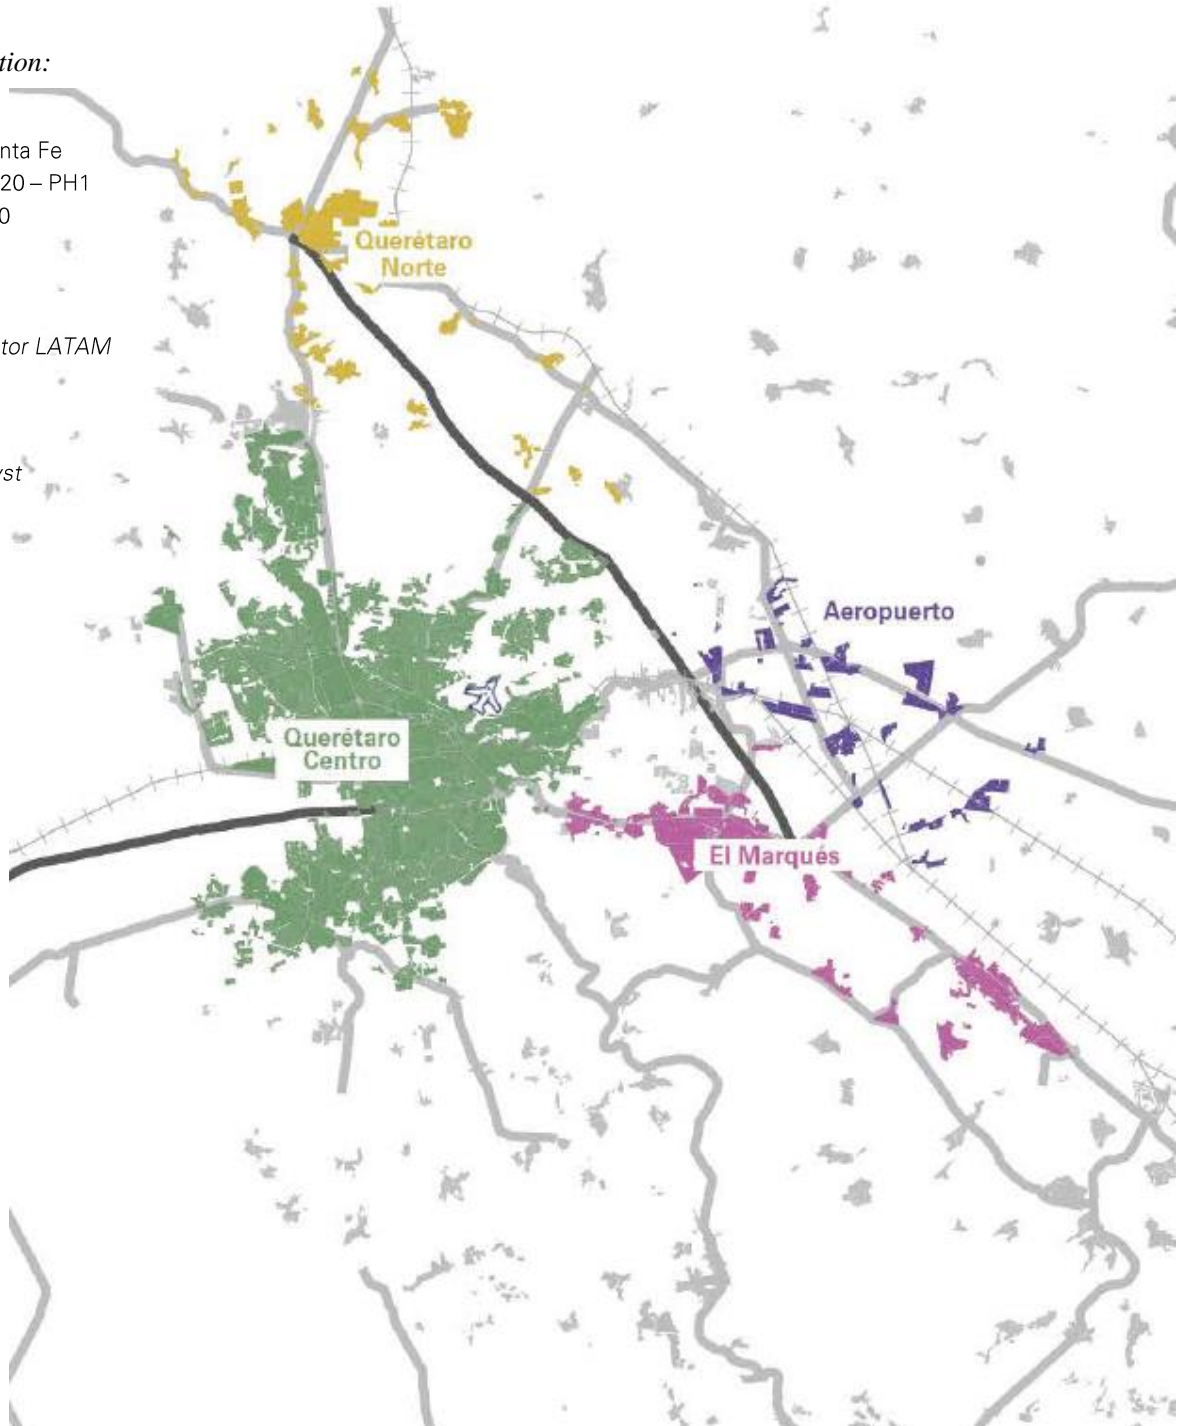 tion:
nta Fe
20 – PH1
0
Querétaro
Norte
tor LATAM
yst
Aeropuerto
Querétaro
Centro
El Marqués